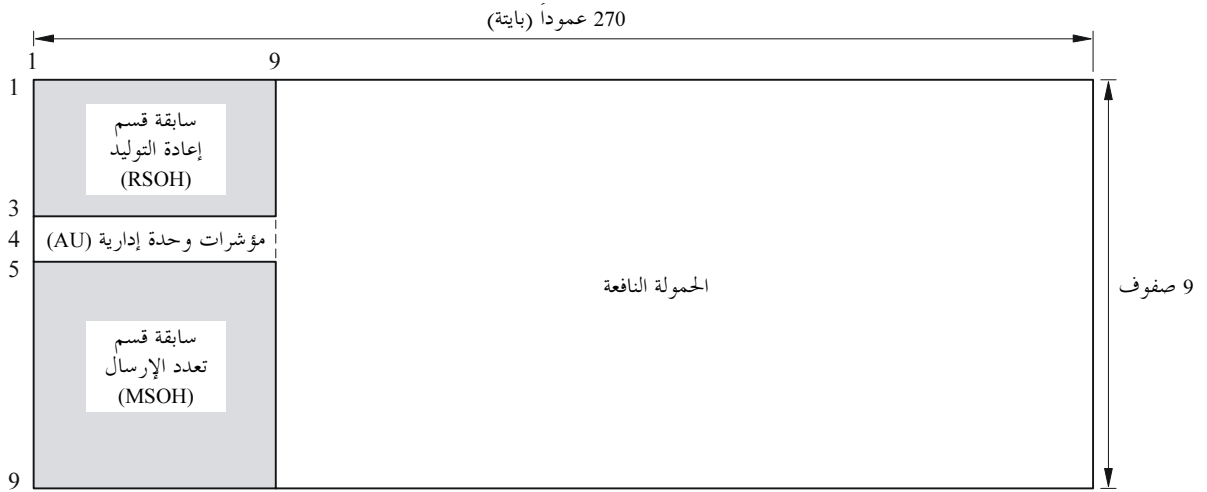 270 عموداً (بايتة)
1
9
1
سابقة قسم
إعادة التوليد
(RSOH)
3
4
مؤشرات وحدة إدارية (AU)
5
الحمولة النافعة
9 صفوف
سابقة قسم
تعدد الإرسال
(MSOH)
9